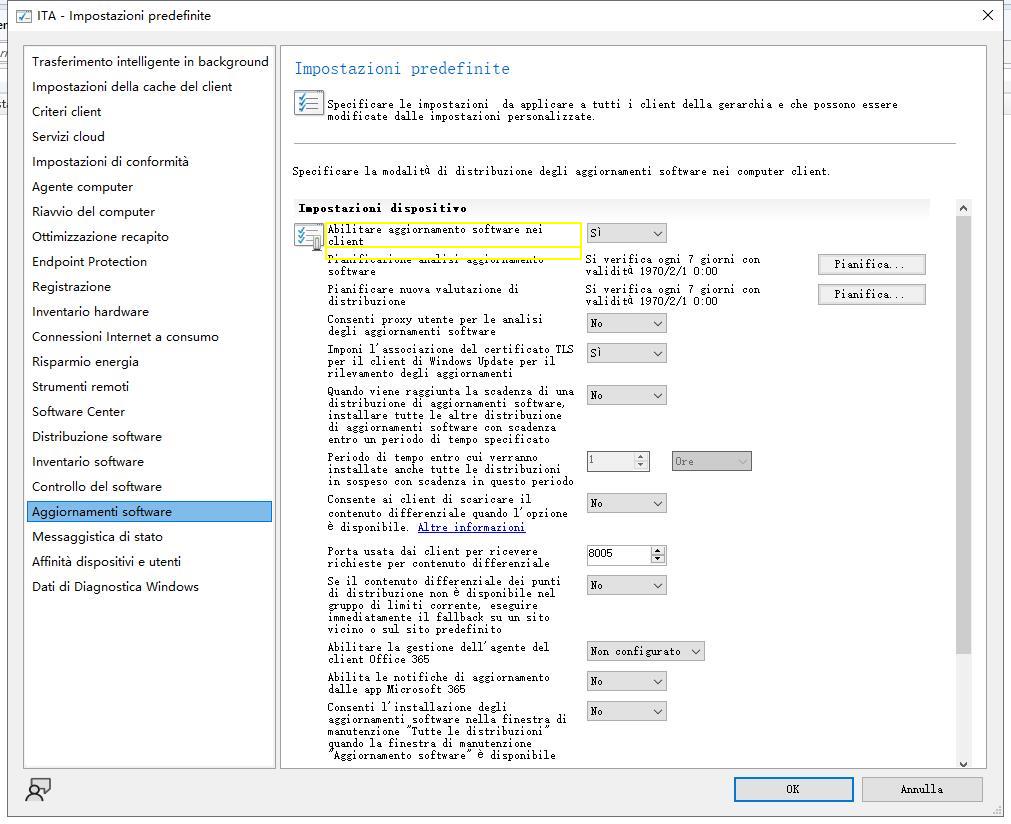 ITA - Impostazioni predefinite
Trasferimento intelligente in background
Impostazioni della cache del client
Criteri client
Servizi cloud
Impostazioni di conformità
Agente computer
Riavvio del computer
Ottimizzazione recapito
Endpoint Protection
Registrazione
Inventario hardware
Connessioni Internet a consumo
Risparmio energia
Strumenti remoti
Software Center
Distribuzione software
Inventario software
Controllo del software
Aggiornamenti software
Messaggistica di stato
Affinità dispositivi e utenti
Dati di Diagnostica Windows
Impostazioni predefinite
Specificare le impostazioni da applicare a tutti i client della gerarchia e che possono essere
modificate dalle impostazioni personalizzate.
Specificare la modalità di distribuzione degli aggiornamenti software nei computer client.
Impostazioni dispositivo
Abilitare aggiornamento software nei
client
Sì
Pianificazione analisi aggiornamento
software
Si verifica ogni 7 giorni con
validità 1970/2/1 0:00
Pianifica...
Pianificare nuova valutazione di
distribuzione
Si verifica ogni 7 giorni con
validità 1970/2/1 0:00
Pianifica...
Consenti proxy utente per le analisi
degli aggiornamenti software
No
Imponi l'associazione del certificato TLS
per il client di Windows Update per il
rilevamento degli aggiornamenti
Sì
Quando viene raggiunta la scadenza di una
distribuzione di aggiornamenti software,
installare tutte le altre distribuzione
di aggiornamenti software con scadenza
entro un periodo di tempo specificato
No
Periodo di tempo entro cui verranno
installate anche tutte le distribuzioni
in sospeso con scadenza in questo periodo
1
Ore
Consente ai client di scaricare il
contenuto differenziale quando l'opzione
è disponibile. Altre informazioni
No
Porta usata dai client per ricevere
richieste per contenuto differenziale
8005
Se il contenuto differenziale dei punti
di distribuzione non è disponibile nel
gruppo di limiti corrente, eseguire
immediatamente il fallback su un sito
vicino o sul sito predefinito
No
Abilitare la gestione dell'agente del
client Office 365
Non configurato
Abilita le notifiche di aggiornamento
dalle app Microsoft 365
No
Consenti l'installazione degli
aggiornamenti software nella finestra di
manutenzione "Tutte le distribuzioni"
quando la finestra di manutenzione
"Aggiornamento software" è disponibile
No
OK
Annulla